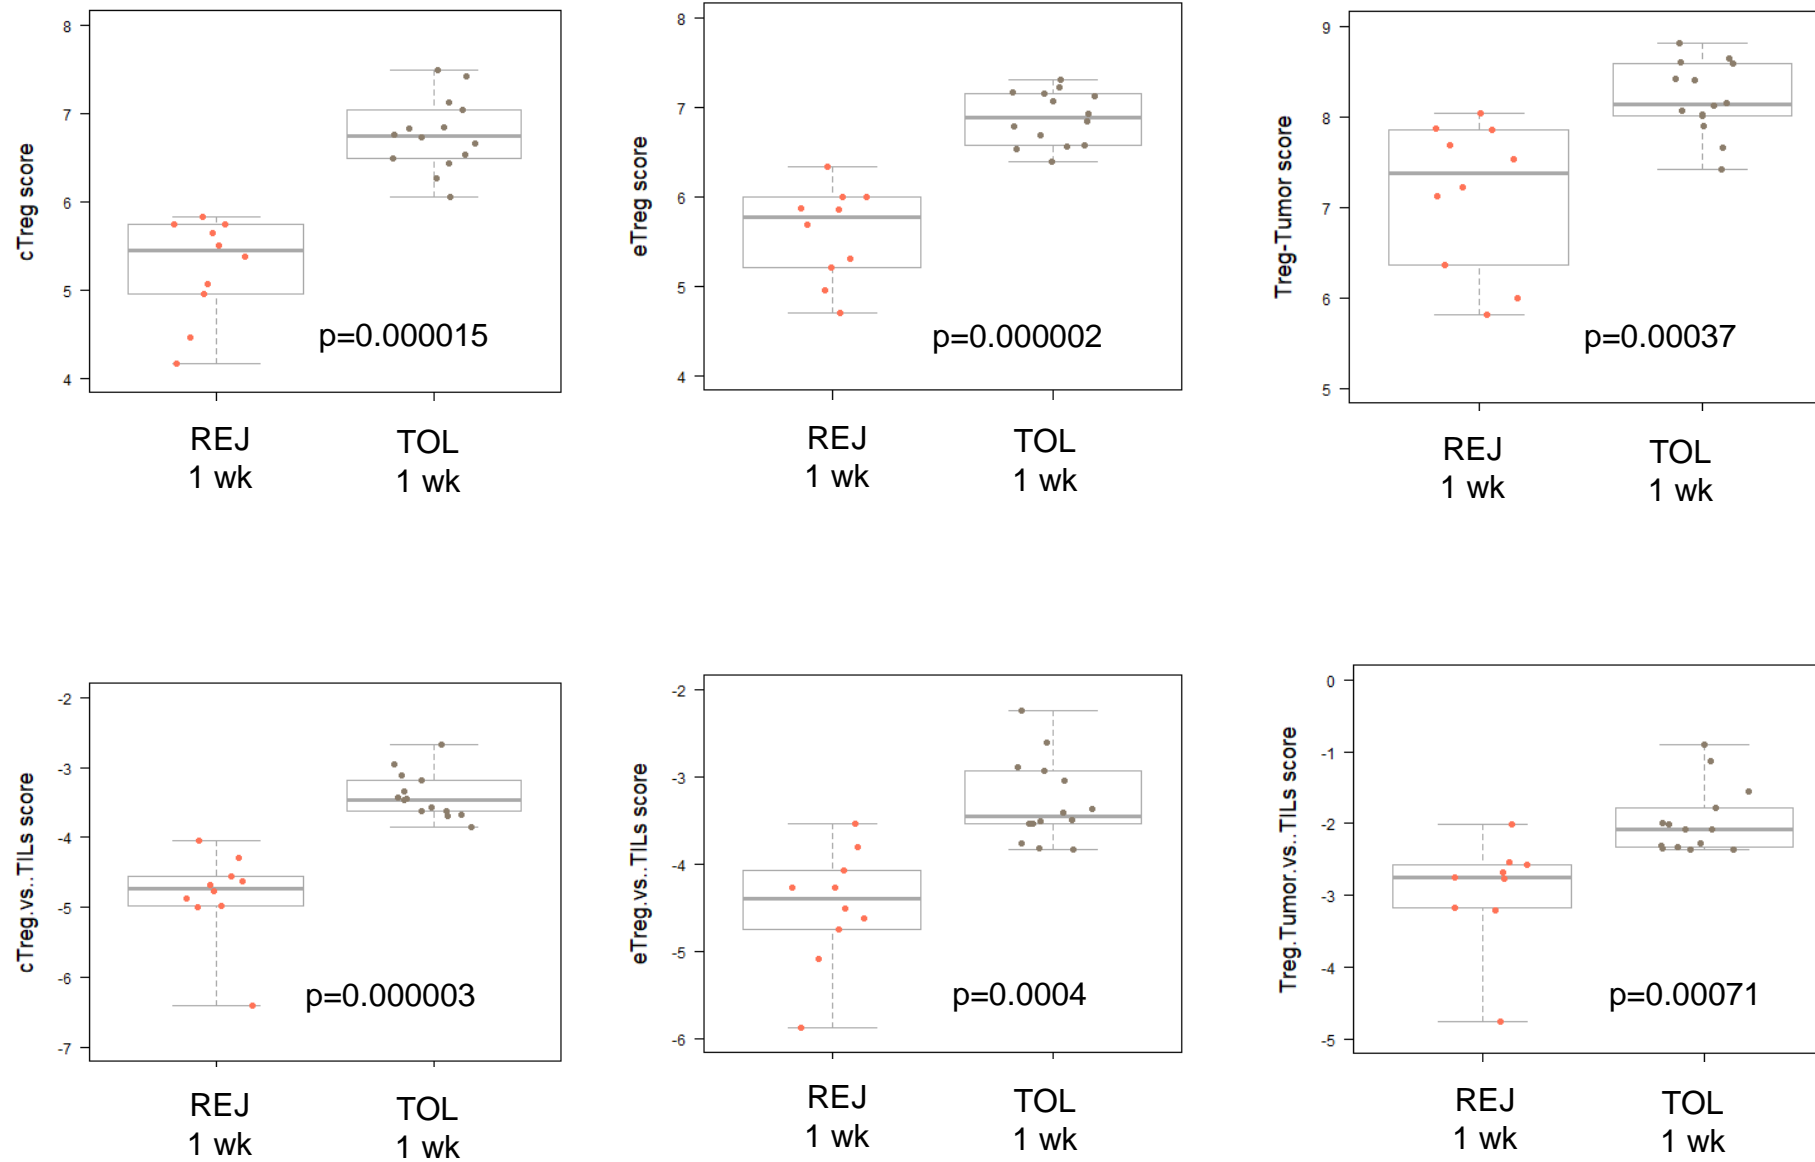 cTreg score
8
7
6
5
4
p=0.000015
REJ
1 wk
TOL
1 wk
eTreg score
8
7
6
5
4
p=0.000002
REJ
1 wk
TOL
1 wk
Treg-Tumor score
9
8
7
6
5
p=0.00037
REJ
1 wk
TOL
1 wk
cTreg.vs..TILs score
-2
-3
-4
-5
-6
-7
p=0.000003
REJ
1 wk
TOL
1 wk
eTreg.vs..TILs score
-2
-3
-4
-5
-6
p=0.0004
REJ
1 wk
TOL
1 wk
Treg.Tumor.vs..TILs score
0
-1
-2
-3
-4
-5
p=0.00071
REJ
1 wk
TOL
1 wk